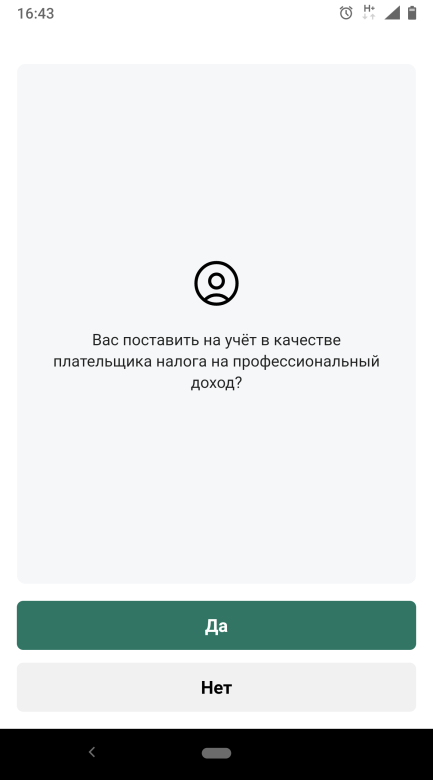 16:43
H+
Вас поставить на учёт в качестве
плательщика налога на профессиональный
доход?
Да
Нет